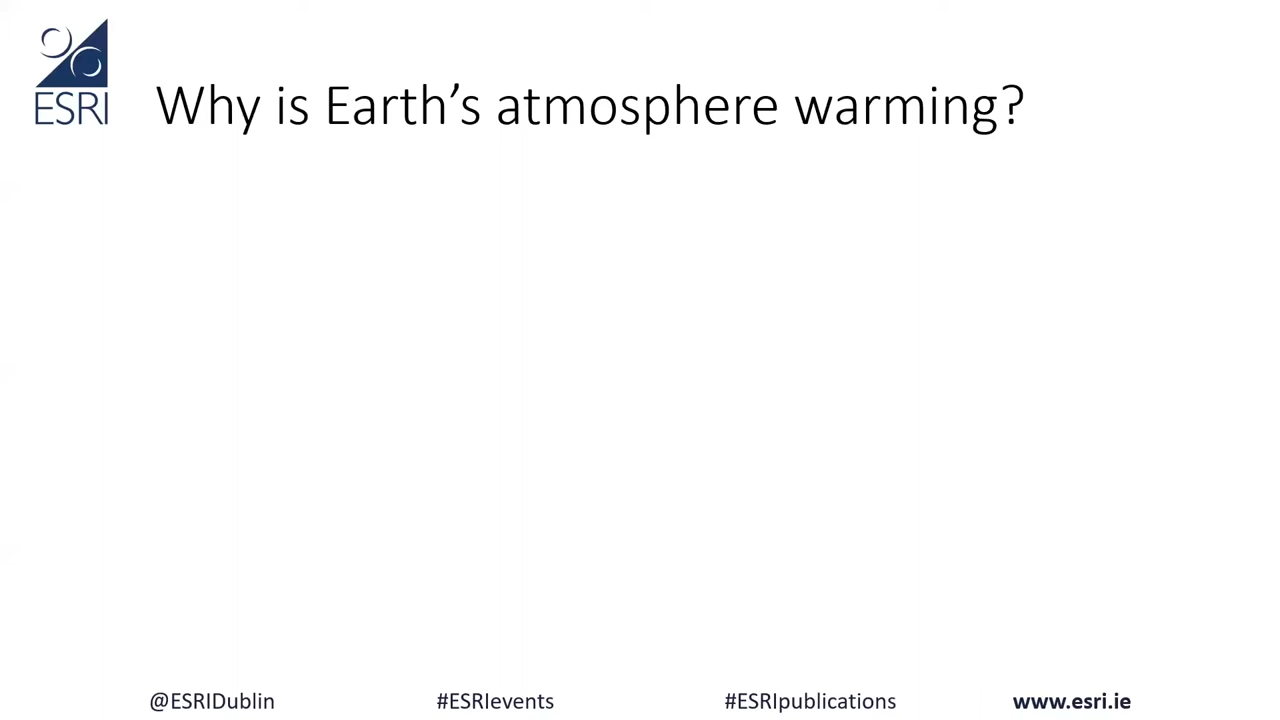 ESRI
Why is Earth's atmosphere warming?
@ESRIDublin #ESRIevents #ESRIpublications www.esri.ie